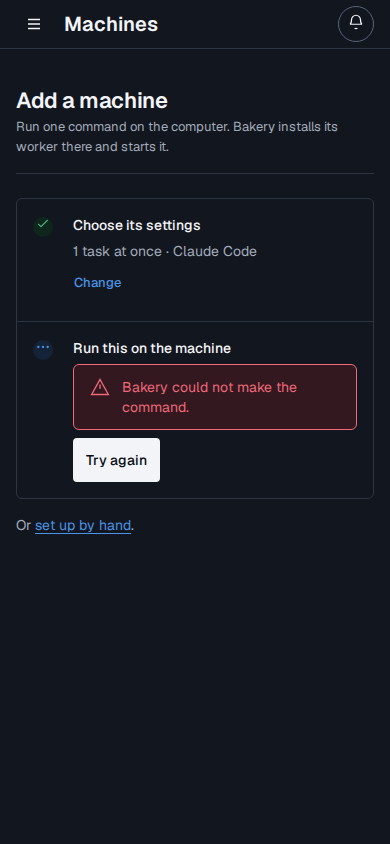 Machines
Add a machine
Run one command on the computer. Bakery installs its
worker there and starts it.
Choose its settings
1 task at once · Claude Code
Change
Run this on the machine
Bakery could not make the
command.
Try again
Or set up by hand.